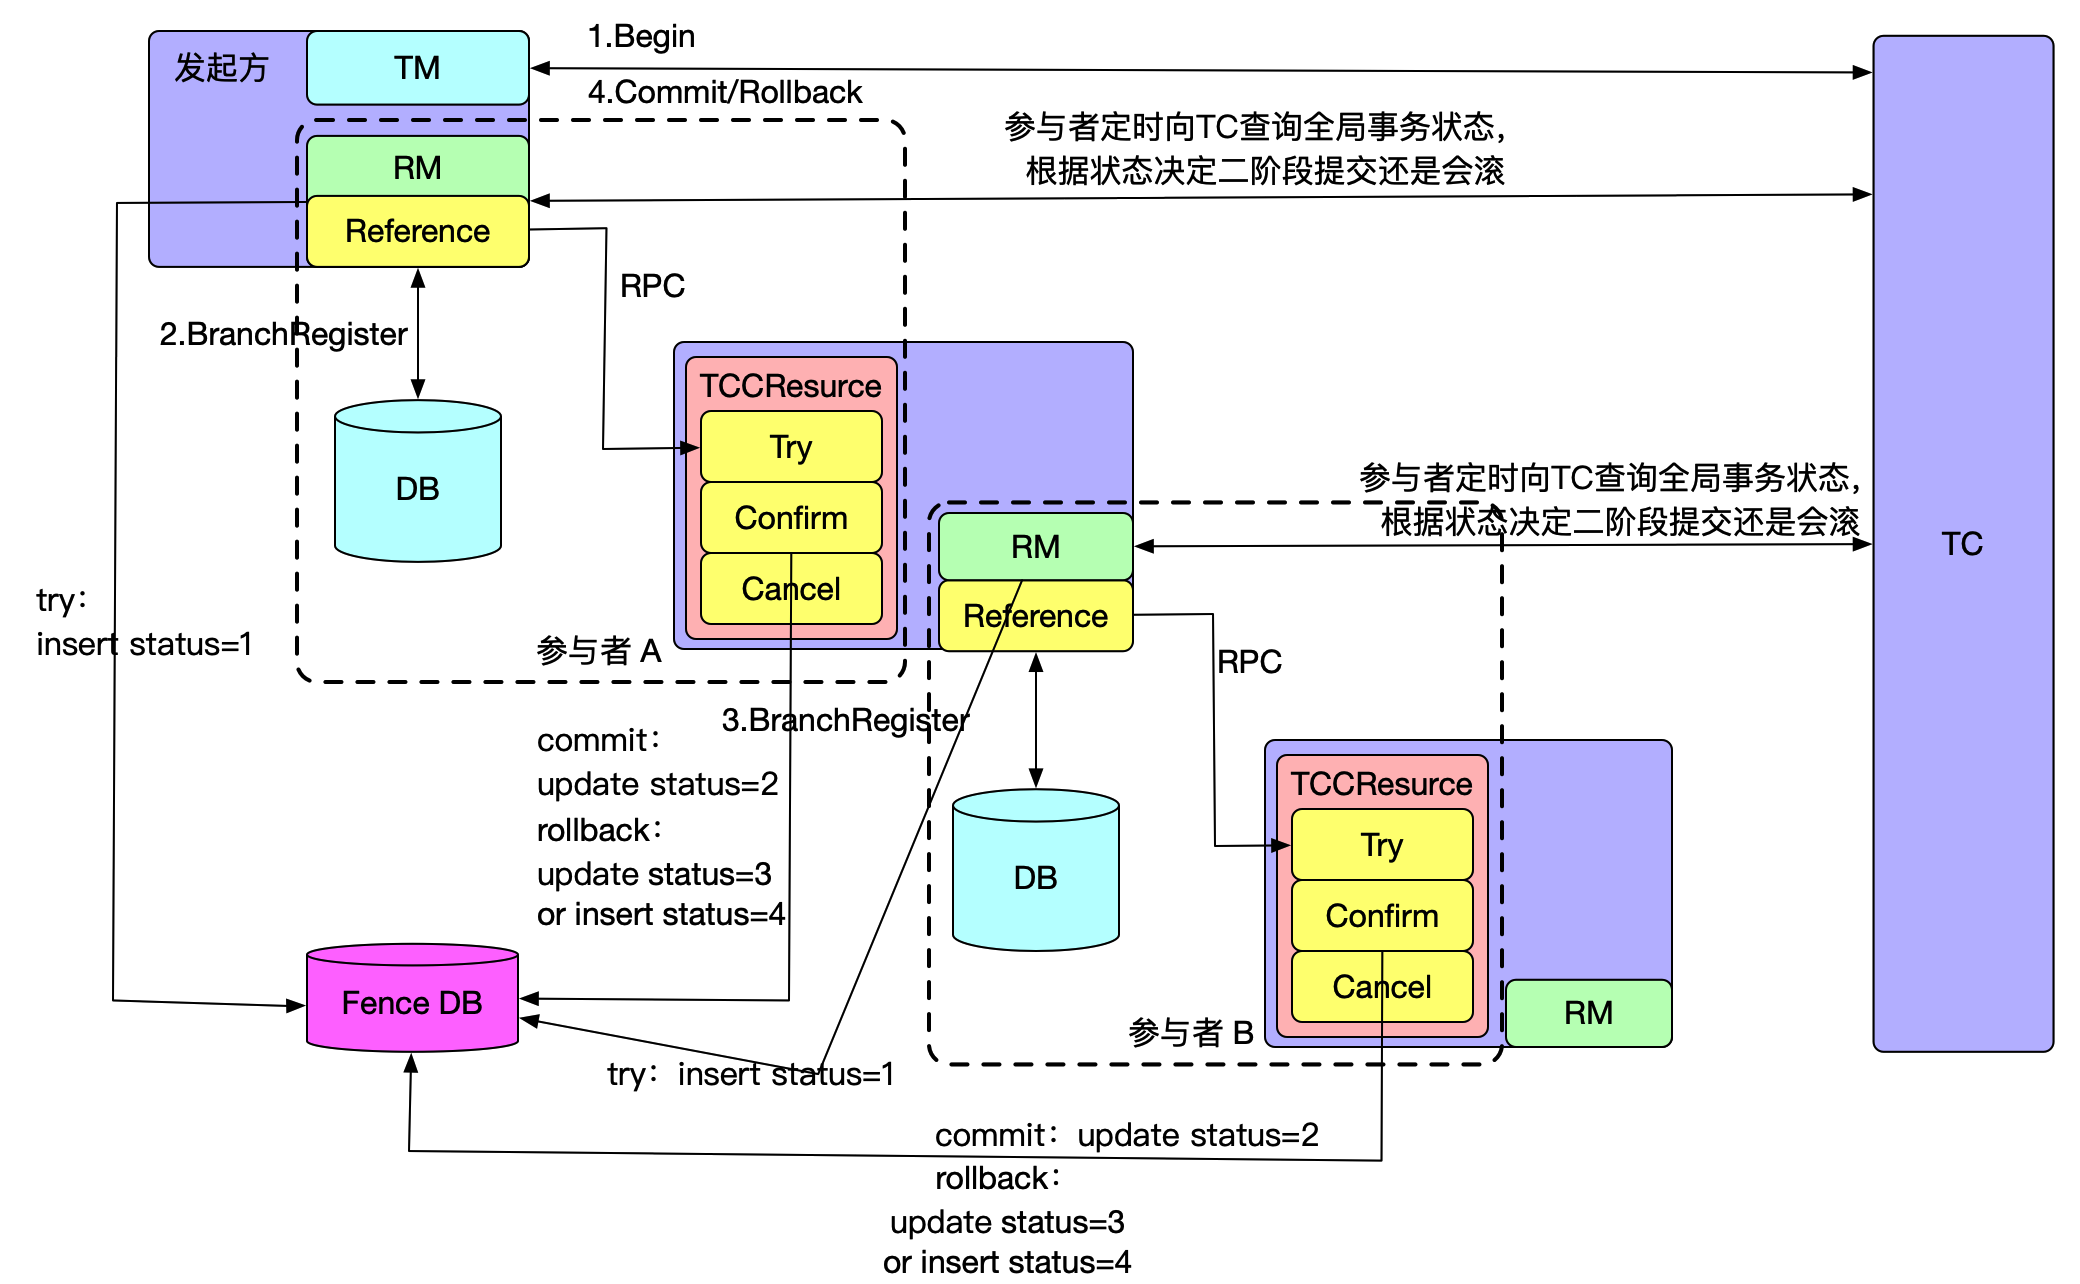 发起方
TM
1.Begin
4.Commit/Rollback
参与者定时向TC查询全局事务状态，
根据状态决定二阶段提交还是会滚
RM
Reference
RPC
2.BranchRegister
DB
TCCResurce
Try
Confirm
Cancel
参与者 A
参与者定时向TC查询全局事务状态，
根据状态决定二阶段提交还是会滚
TC
RM
Reference
RPC
try：
insert status=1
3.BranchRegister
commit：
update status=2
rollback：
update status=3
or insert status=4
DB
TCCResurce
Try
Confirm
Cancel
RM
参与者 B
Fence DB
try：insert status=1
commit：update status=2
rollback：
update status=3
or insert status=4